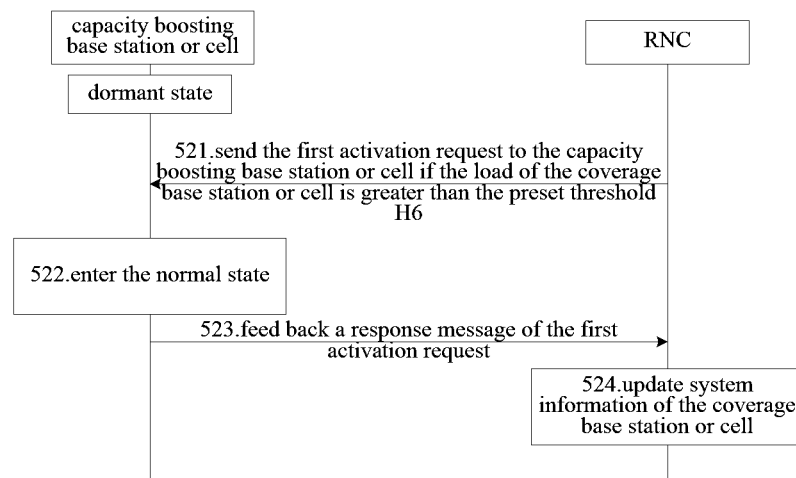 capacity boosting
base station or cell
RNC
dormant state
521.send the first activation request to the capacity
boosting base station or cell if the load of the coverage
base station or cell is greater than the preset threshold
H6
522.enter the normal state
523.feed back a response message of the first
activation request
524.update system
information of the coverage
base station or cell